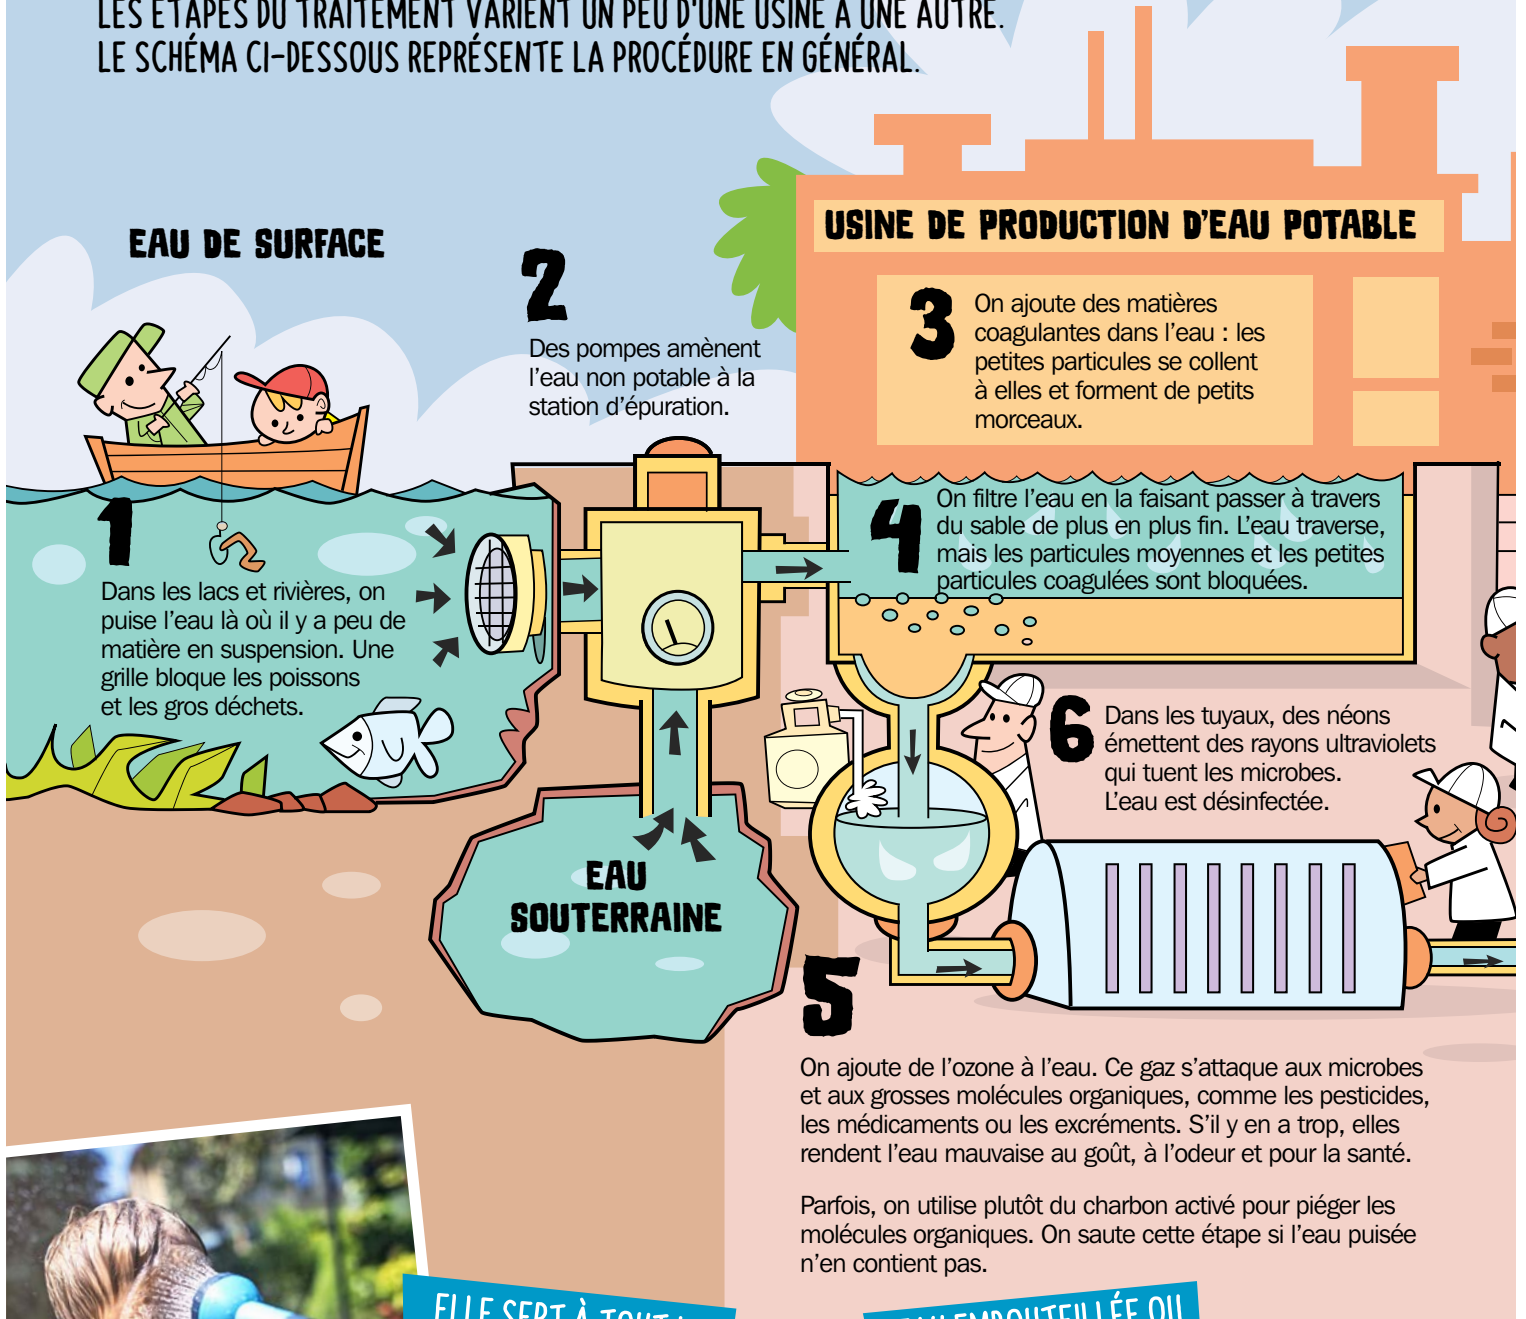 LES ÉTAPES DU TRAITEMENT VARIENT UN PEU D'UNE USINE À UNE AUTRE.
LE SCHÉMA CI-DESSOUS REPRÉSENTE LA PROCÉDURE EN GÉNÉRAL.
EAU DE SURFACE
1
Dans les lacs et rivières, on
puise l'eau là où il y a peu de
matière en suspension. Une
grille bloque les poissons
et les gros déchets.
2
Des pompes amènent
l'eau non potable à la
station d'épuration.
USINE DE PRODUCTION D'EAU POTABLE
3
On ajoute des matières
coagulantes dans l'eau : les
petites particules se collent
à elles et forment de petits
morceaux.
4
On filtre l'eau en la faisant passer à travers
du sable de plus en plus fin. L'eau traverse,
mais les particules moyennes et les petites
particules coagulées sont bloquées.
EAU
SOUTERRAINE
5
On ajoute de l'ozone à l'eau. Ce gaz s'attaque aux microbes
et aux grosses molécules organiques, comme les pesticides,
les médicaments ou les excréments. S'il y en a trop, elles
rendent l'eau mauvaise au goût, à l'odeur et pour la santé.
Parfois, on utilise plutôt du charbon activé pour piéger les
molécules organiques. On saute cette étape si l'eau puisée
n'en contient pas.
6
Dans les tuyaux, des néons
émettent des rayons ultraviolets
qui tuent les microbes.
L'eau est désinfectée.
ELLE SERT À TOUT
EMBOUTEILLÉE OU